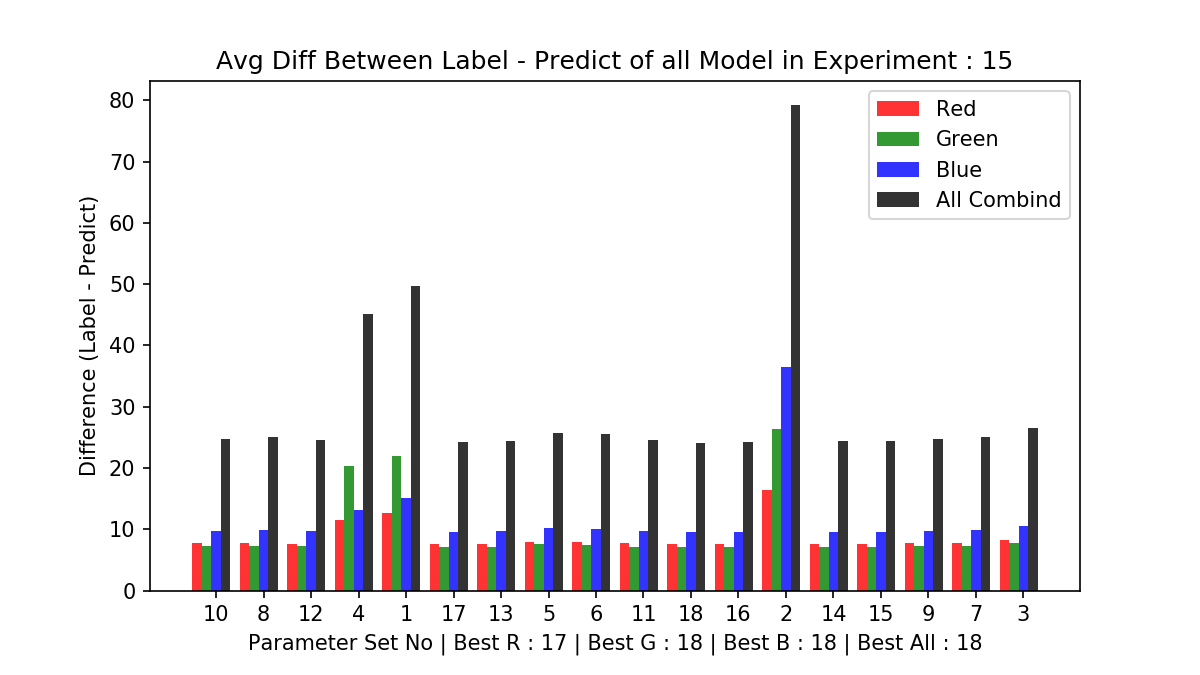 Avg Diff Between Label - Predict of all Model in Experiment : 15
Red
Green
Blue
All Combind
Difference (Label - Predict)
80
70
60
50
40
30
20
10
0
10 8 12 4 1 17 13 5 6 11 18 16 2 14 15 9 7 3
Parameter Set No | Best R : 17 | Best G : 18 | Best B : 18 | Best All : 18